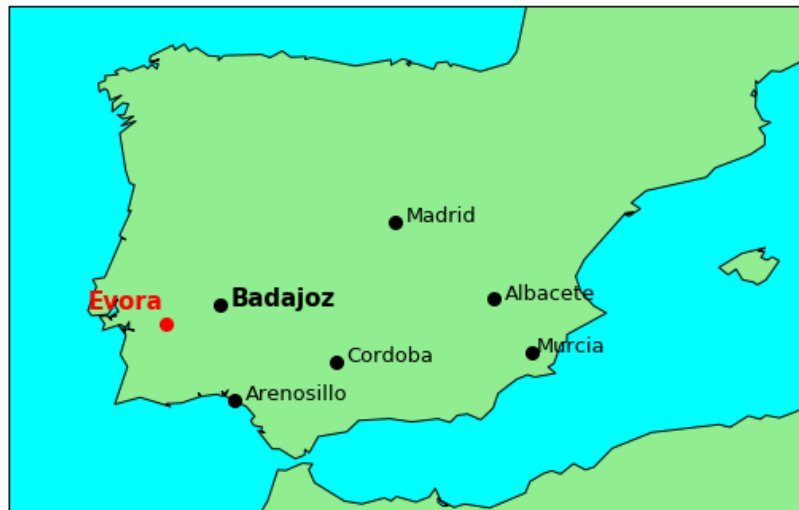 Madrid
Albacete
Evora
Badajoz
Murcia
Cordoba
Arenosillo